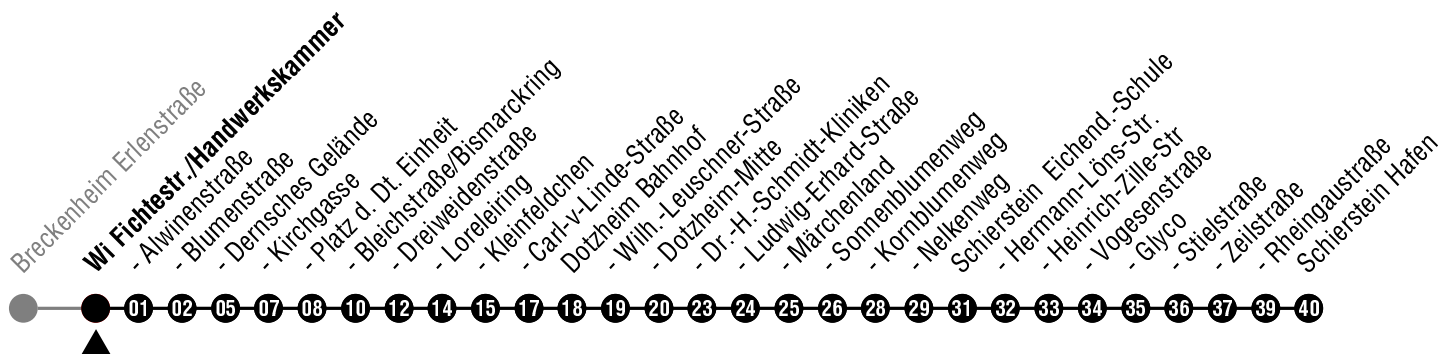 Breckenheim Erlenstraße
Wi Fichtestr./Handwerkskammer
- Alwinenstraße
- Blumenstraße
- Dernsches Gelände
- Kirchgasse
- Platz d. Dt. Einheit
- Bleichstraße/Bismarckring
- Dreiweidenstraße
- Loreleiring
- Kleinfeldchen
- Carl-v-Linde-Straße
Dotzheim Bahnhof
- Wilh.-Leuschner-Straße
- Dotzheim-Mitte
- Dr.-H.-Schmidt-Kliniken
- Ludwig-Erhard-Straße
- Märchenland
- Sonnenblumenweg
- Kornblumenweg
- Nelkenweg
Schierstein Eichend.-Schule
- Hermann-Löns-Str.
- Heinrich-Zille-Str
- Vogesenstraße
- Glyco
- Stielstraße
- Zeilstraße
- Rheingaustraße
Schierstein Hafen
01 02 05 07 08 10 12 14 15 17 18 19 20 23 24 25 26 28 29 31 32 33 34 35 36 37 39 40